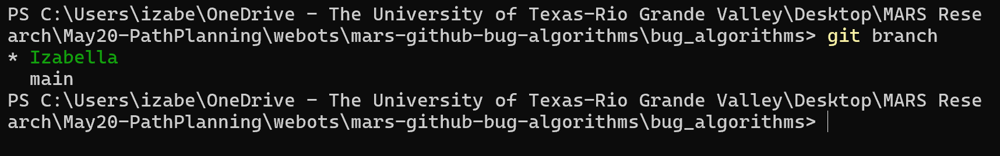 PS C:\Users\izabe\OneDrive - The University of Texas-Rio Grande Valley\Desktop\MARS Rese
arch\May20-PathPlanning\webots\mars-github-bug-algorithms\bug_algorithms> git branch
* Izabella
  main
PS C:\Users\izabe\OneDrive - The University of Texas-Rio Grande Valley\Desktop\MARS Rese
arch\May20-PathPlanning\webots\mars-github-bug-algorithms\bug_algorithms>